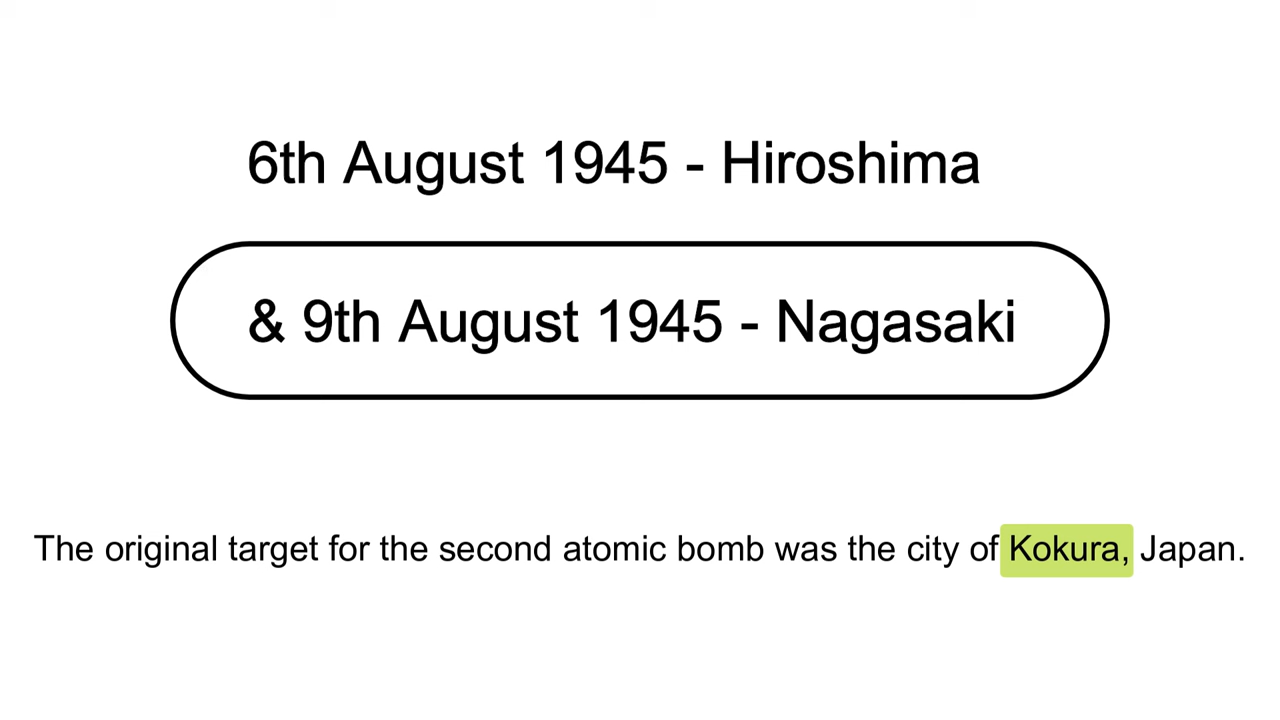 6th August 1945 - Hiroshima
& 9th August 1945 - Nagasaki
The original target for the second atomic bomb was the city of Kokura, Japan.